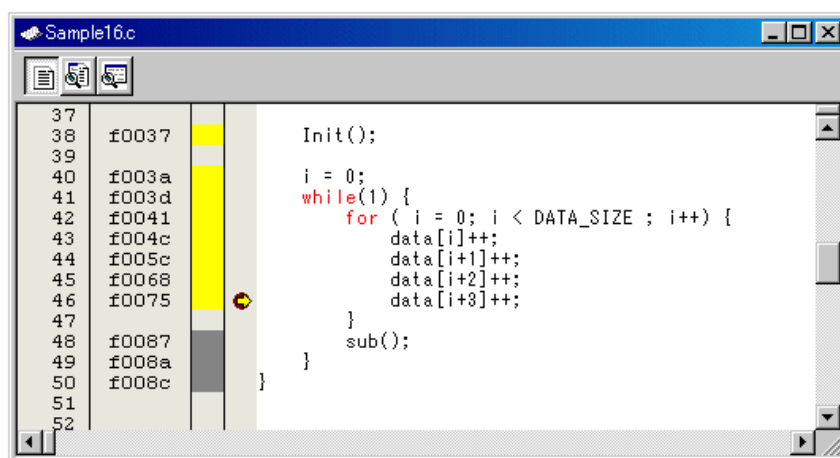 Sample16.c
37
38 f0037 Init();
39
40 f003a i = 0;
41 f003d while(1) {
42 f0041 for ( i = 0; i < DATA_SIZE ; i++) {
43 f004c data[i]++;
44 f005c data[i+1]++;
45 f0068 data[i+2]++;
46 f0075 data[i+3]++;
47 }
48 f0087 sub();
49 f008a }
50 f008c }
51
52